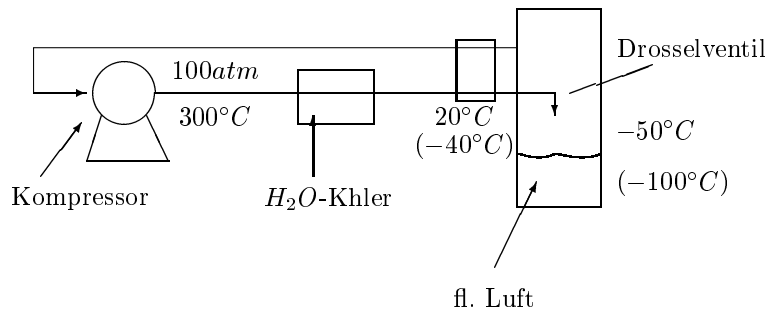 Drosselventil
100atm
300°C
20°C
(−40°C)
−50°C
(−100°C)
Kompressor
H₂O-Khler
fl. Luft